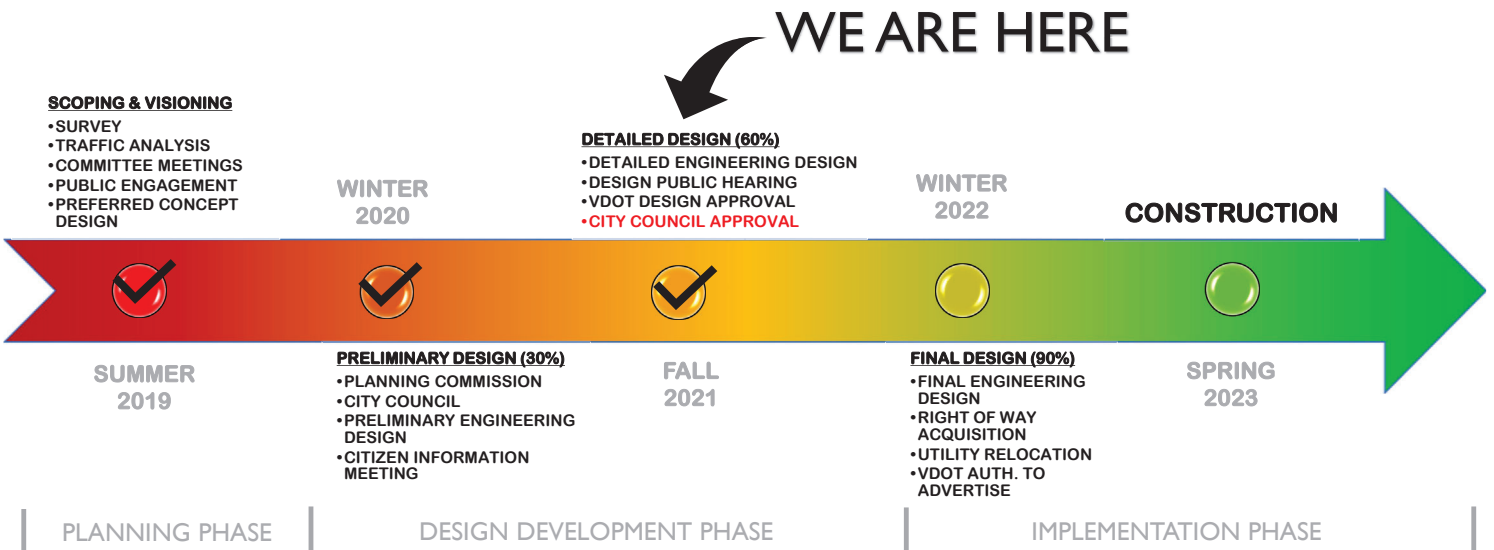 WE ARE HERE
SCOPING & VISIONING
•SURVEY
•TRAFFIC ANALYSIS
•COMMITTEE MEETINGS
•PUBLIC ENGAGEMENT
•PREFERRED CONCEPT
DESIGN
WINTER
2020
DETAILED DESIGN (60%)
•DETAILED ENGINEERING DESIGN
•DESIGN PUBLIC HEARING
•VDOT DESIGN APPROVAL
•CITY COUNCIL APPROVAL
WINTER
2022
CONSTRUCTION
SUMMER
2019
PRELIMINARY DESIGN (30%)
•PLANNING COMMISSION
•CITY COUNCIL
•PRELIMINARY ENGINEERING
DESIGN
•CITIZEN INFORMATION
MEETING
FALL
2021
FINAL DESIGN (90%)
•FINAL ENGINEERING
DESIGN
•RIGHT OF WAY
ACQUISITION
•UTILITY RELOCATION
•VDOT AUTH. TO
ADVERTISE
SPRING
2023
PLANNING PHASE
DESIGN DEVELOPMENT PHASE
IMPLEMENTATION PHASE